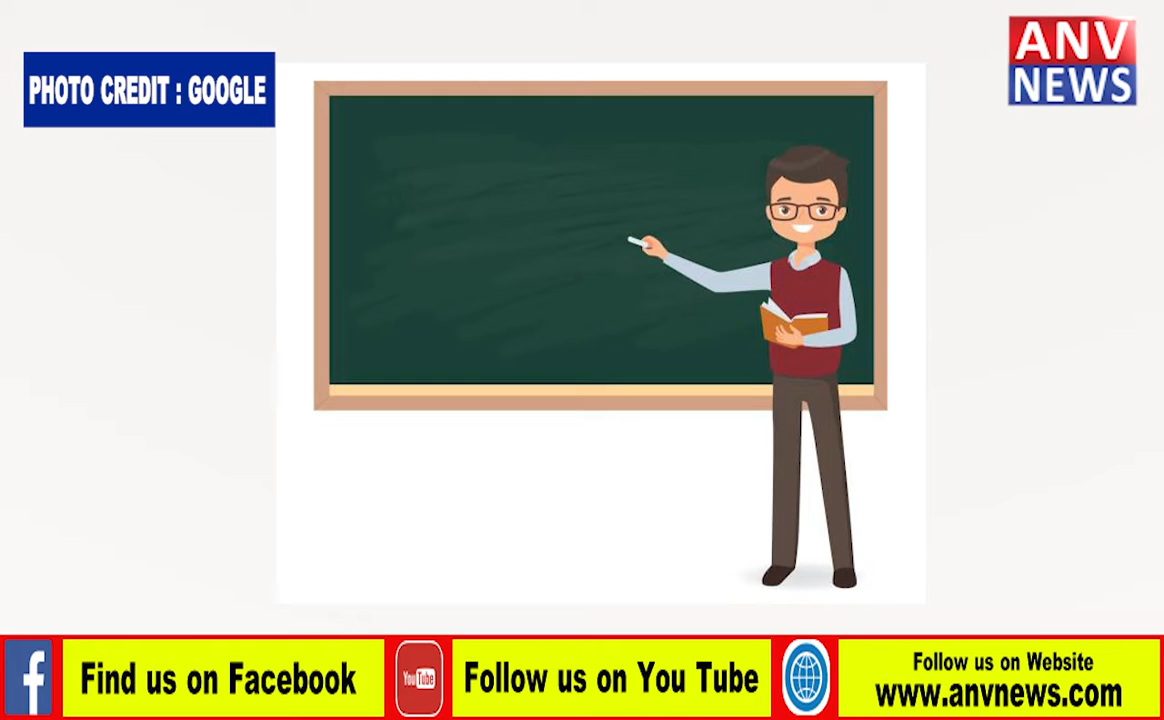 PHOTO CREDIT : GOOGLE
ANV
NEWS
Find us on Facebook
You Tube
Follow us on You Tube
Follow us on Website
www.anvnews.com